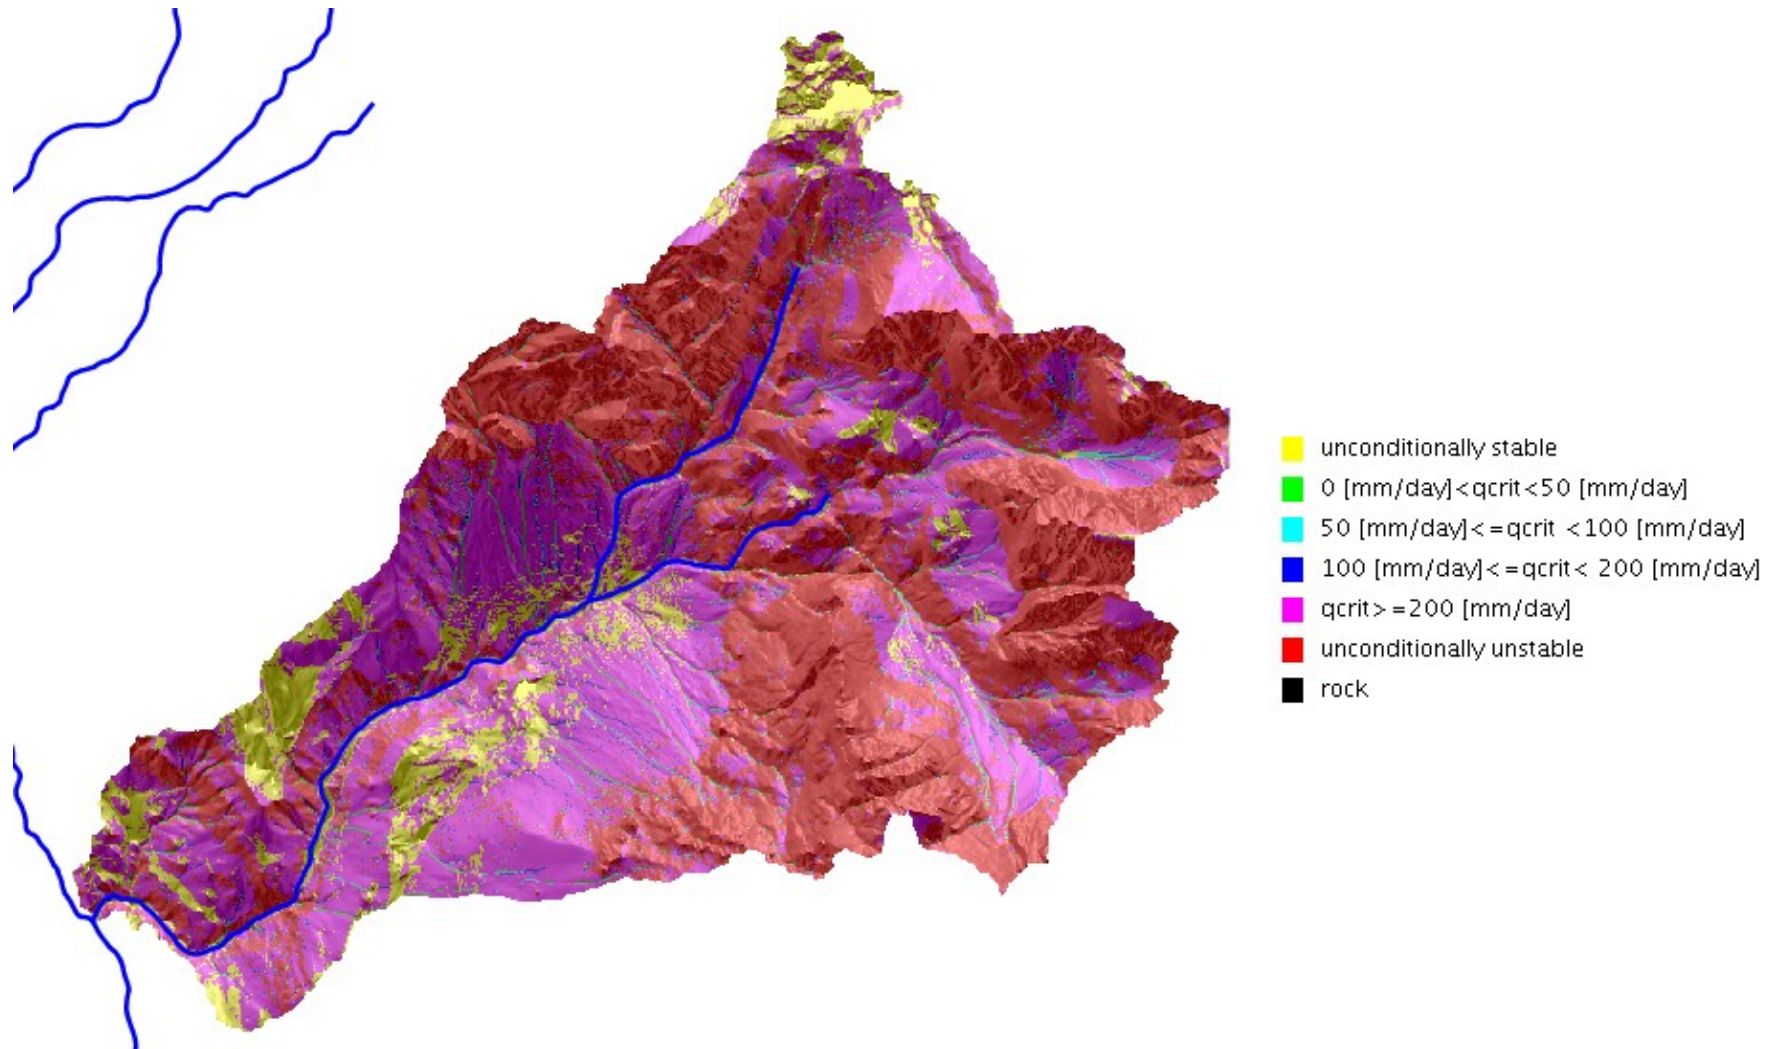 unconditionally stable
0 [mm/day]<qcrit<50 [mm/day]
50 [mm/day]<=qcrit <100 [mm/day]
100 [mm/day]<=qcrit< 200 [mm/day]
qcrit>=200 [mm/day]
unconditionally unstable
rock